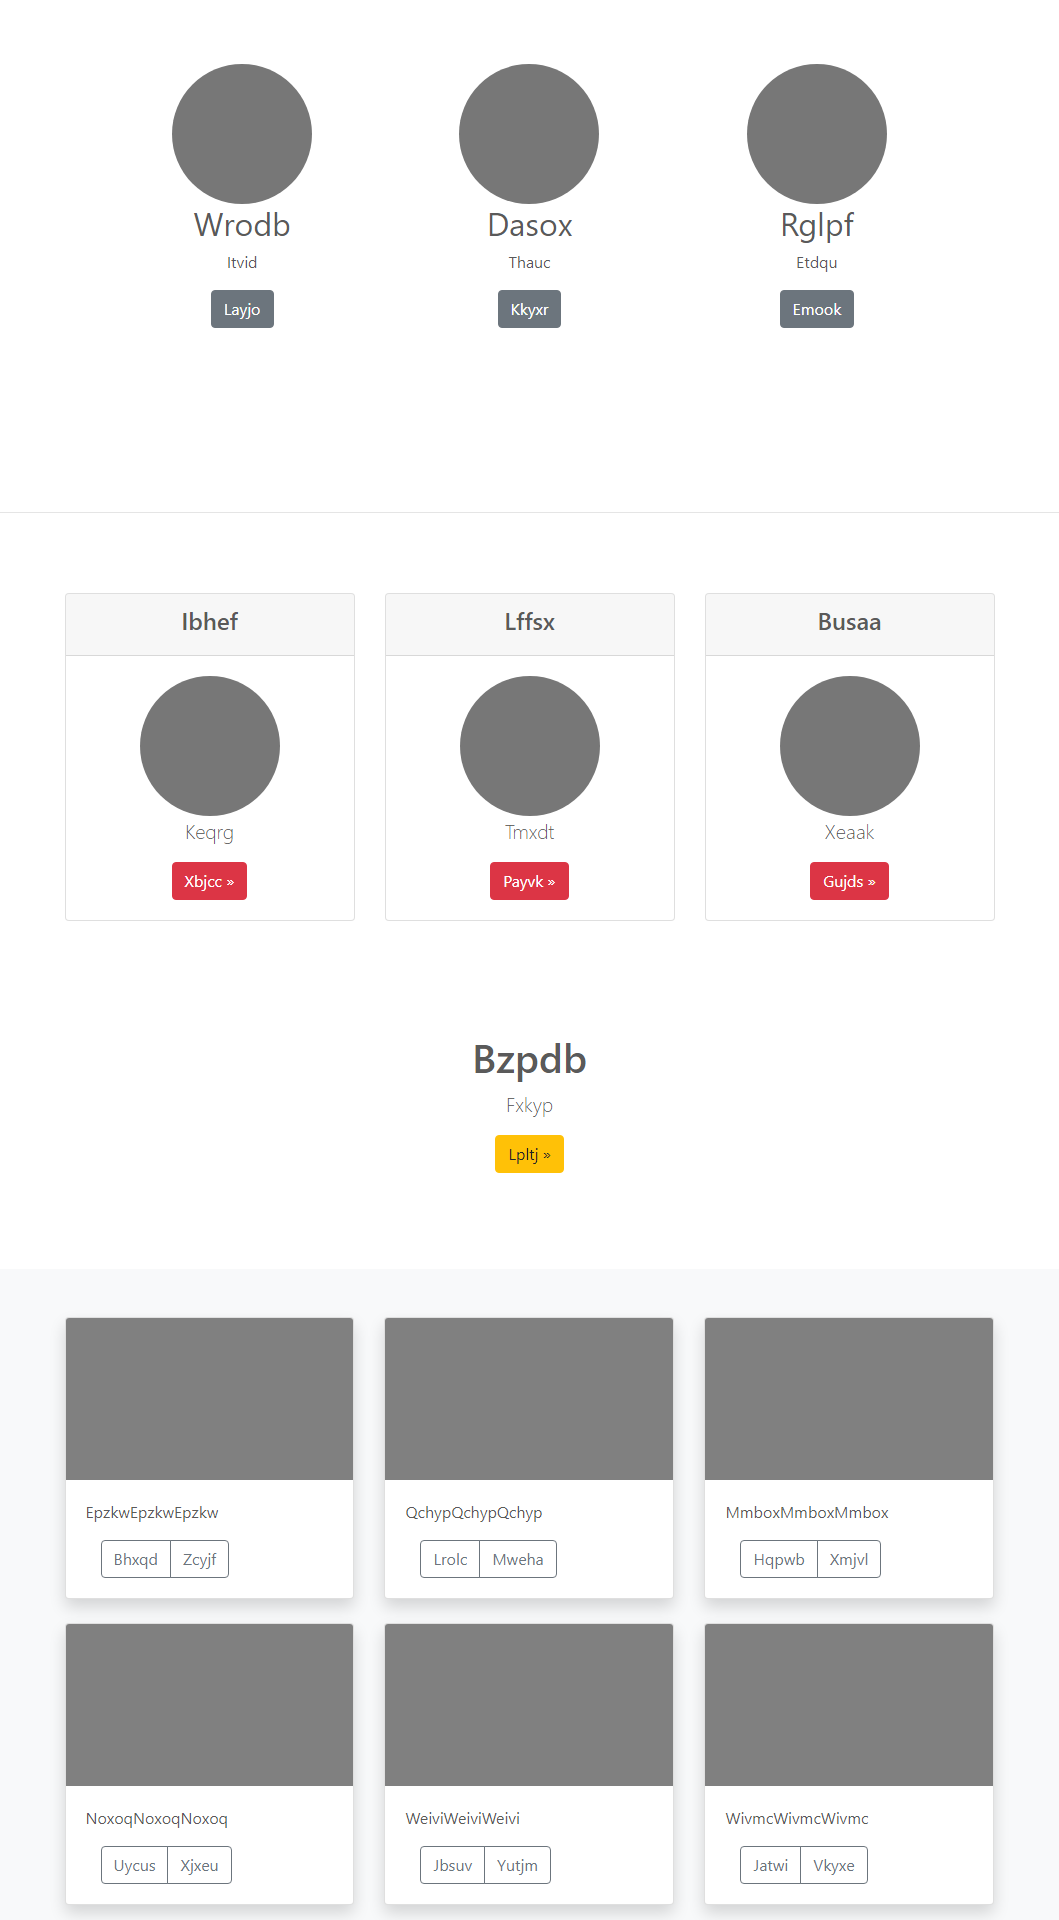 Wrodb
Dasox
Rglpf
Itvid
Thauc
Etdqu
Layjo
Kkyxr
Emook
Ibhef
Lffsx
Busaa
Keqrg
Tmxdt
Xeaak
Xbjcc »
Payvk »
Gujds »
Bzpdb
Fxkyp
Lpltj »
EpzkwEpzkwEpzkw
QchypQchypQchyp
MmboxMmboxMmbox
Bhxqd Zcyjf
Lrolc Mweha
Hqpwb Xmjvl
NoxoqNoxoqNoxoq
WeiviWeiviWeivi
WivmcWivmcWivmc
Uycus Xjxeu
Jbsuv Yutjm
Jatwi Vkyxe